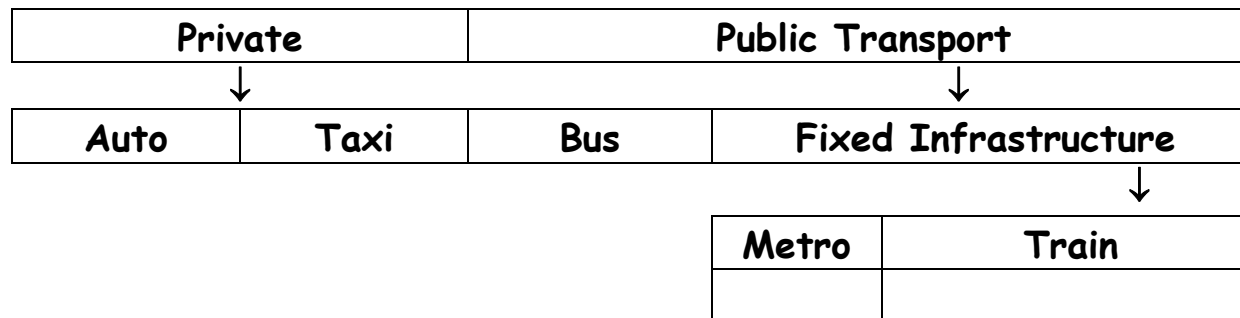 Private Public Transport
↓ ↓
Auto Taxi Bus Fixed Infrastructure
↓
Metro Train